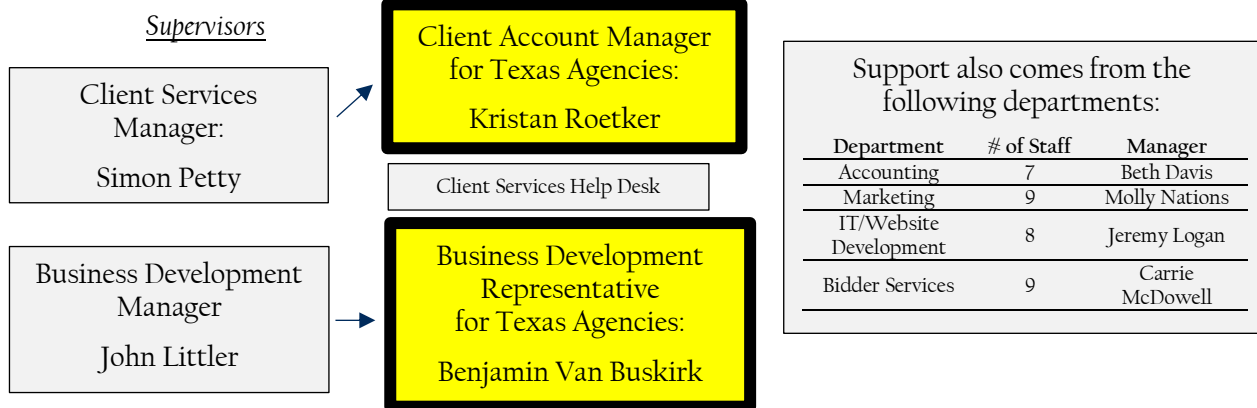 Supervisors
Client Services
Manager:
Simon Petty
Client Account Manager
for Texas Agencies:
Kristan Roetker
Client Services Help Desk
Business Development
Manager
John Littler
Business Development
Representative
for Texas Agencies:
Benjamin Van Buskirk
Support also comes from the
following departments:
Department # of Staff Manager
Accounting 7 Beth Davis
Marketing 9 Molly Nations
IT/Website
Development 8 Jeremy Logan
Bidder Services 9 Carrie
McDowell